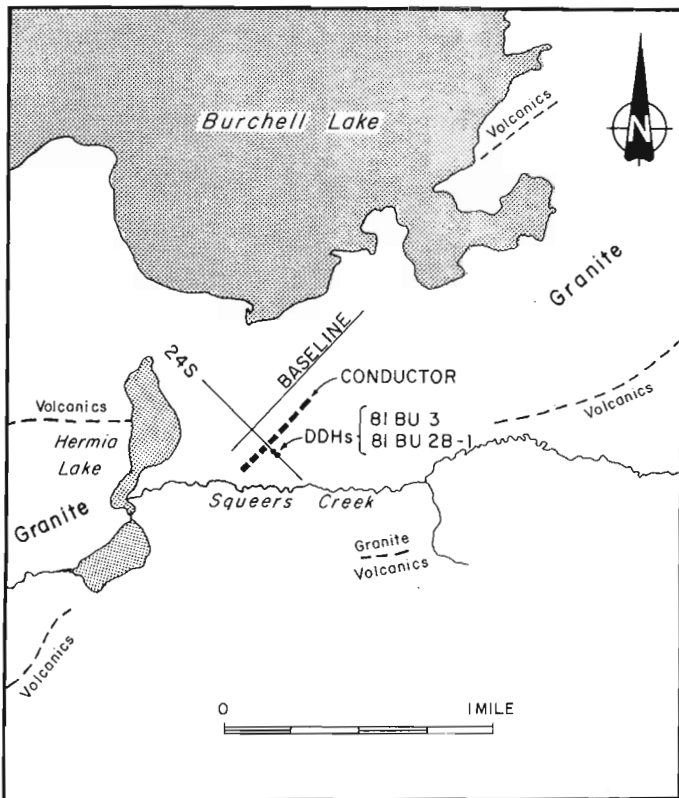 Burchell Lake
N
Volcanics
Granite
BASELINE
24S
CONDUCTOR
Volcanics
DDHs
81 BU 3
81 BU 2B-1
Volcanics
Hermia
Lake
Squeers Creek
Granite
Granite
Volcanics
Volcanics
0 1 MILE